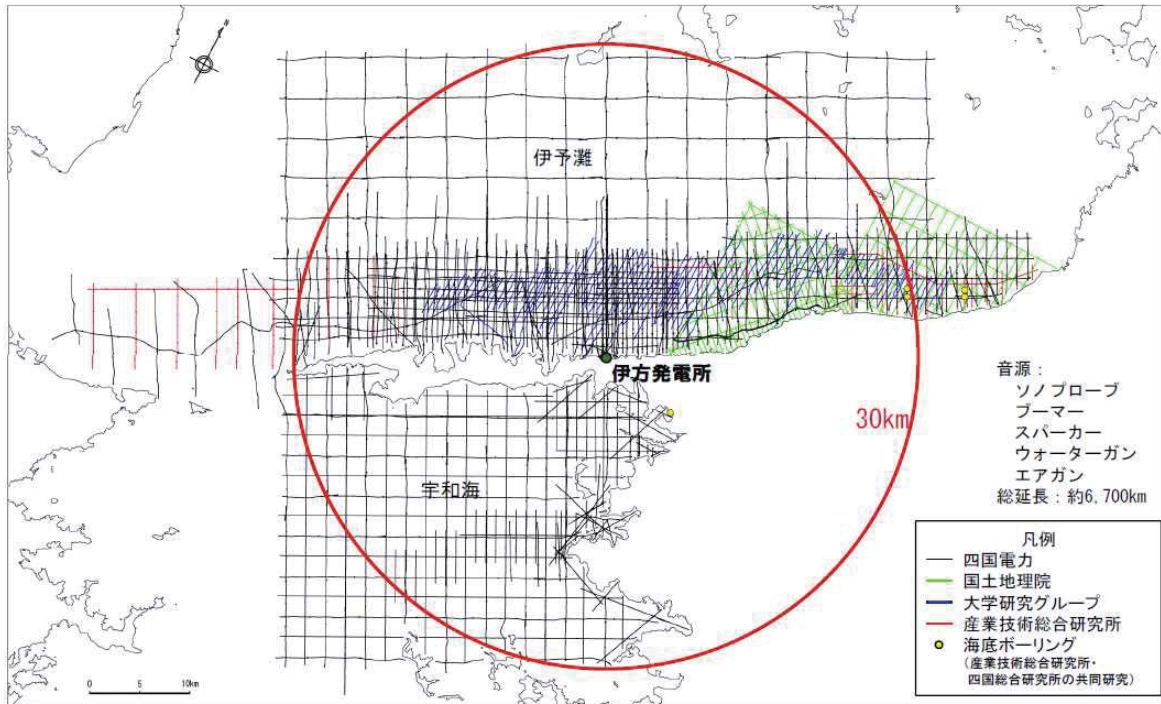 N
伊予灘
伊方発電所
30km
宇和海
音源：
ソノプローブ
ブーマー
スパーカー
ウォーターガン
エアガン
総延長：約6,700km
凡例
四国電力
国土地理院
大学研究グループ
産業技術総合研究所
海底ボーリング
（産業技術総合研究所・
四国総合研究所の共同研究）
0 5 10km